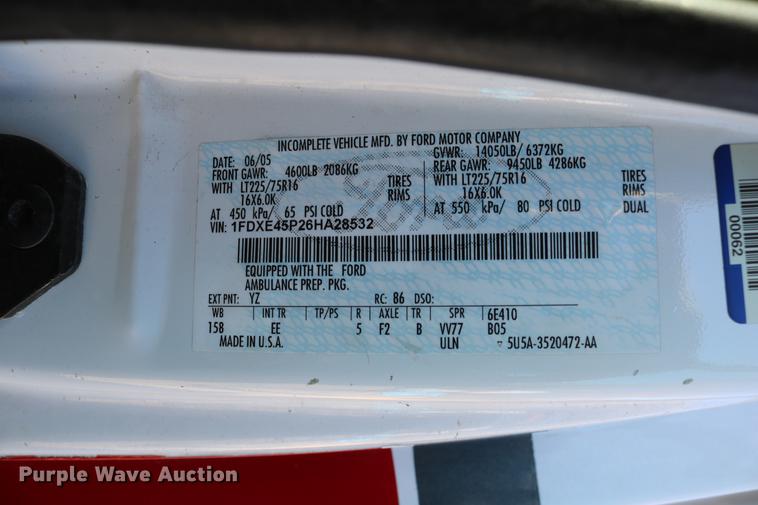 INCOMPLETE VEHICLE MFD. BY FORD MOTOR COMPANY
DATE: 06/05 GVWR: 14050LB/ 6372KG
FRONT GAWR: 4600LB 2086KG REAR GAWR: 9450LB 4286KG
WITH LT225/75R16 TIRES WITH LT225/75R16 TIRES
16X6.0K RIMS 16X6.0K RIMS
AT 450 kPa/ 65 PSI COLD AT 550 kPa/ 80 PSI COLD DUAL
VIN: 1FDXE45P26HA28532
EQUIPPED WITH THE FORD
AMBULANCE PREP. PKG.
EXT PNT: YZ RC: 86 DSO:
WB INT TR TP/PS R AXLE TR SPR 6E410
158 EE 5 F2 B VV77 B05
MADE IN U.S.A. ULN 5U5A-3520472-AA
00062
Purple Wave Auction